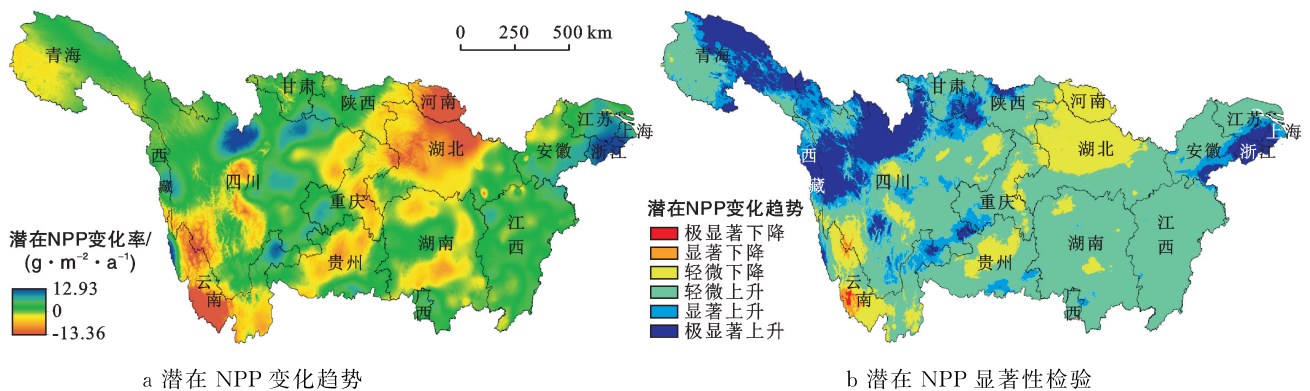 青海
甘肃
陕西
河南
湖北
江苏
上海
安徽
浙江
西藏
四川
重庆
湖南
江西
贵州
云南
广西
0 250 500 km
潜在NPP变化率/
(g·m⁻²·a⁻¹)
12.93
0
-13.36
a 潜在 NPP 变化趋势
青海
甘肃
陕西
河南
湖北
江苏
上海
安徽
浙江
西藏
四川
重庆
湖南
江西
贵州
云南
广西
潜在NPP变化趋势
极显著下降
显著下降
轻微下降
轻微上升
显著上升
极显著上升
b 潜在 NPP 显著性检验